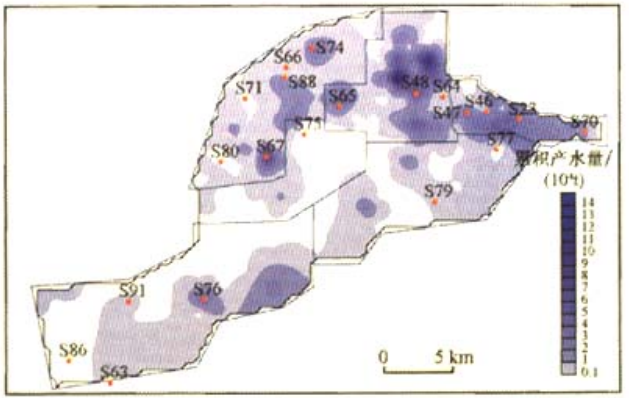 S74
S66
S88
S71
S48
S64
S65
S47
S46
S23
S70
S75
S77
S80
S67
累积产水量/
(10⁴t)
S79
14
13
12
11
10
9
8
7
6
5
4
3
2
1
0.1
S91
S76
S86
S63
0 5 km